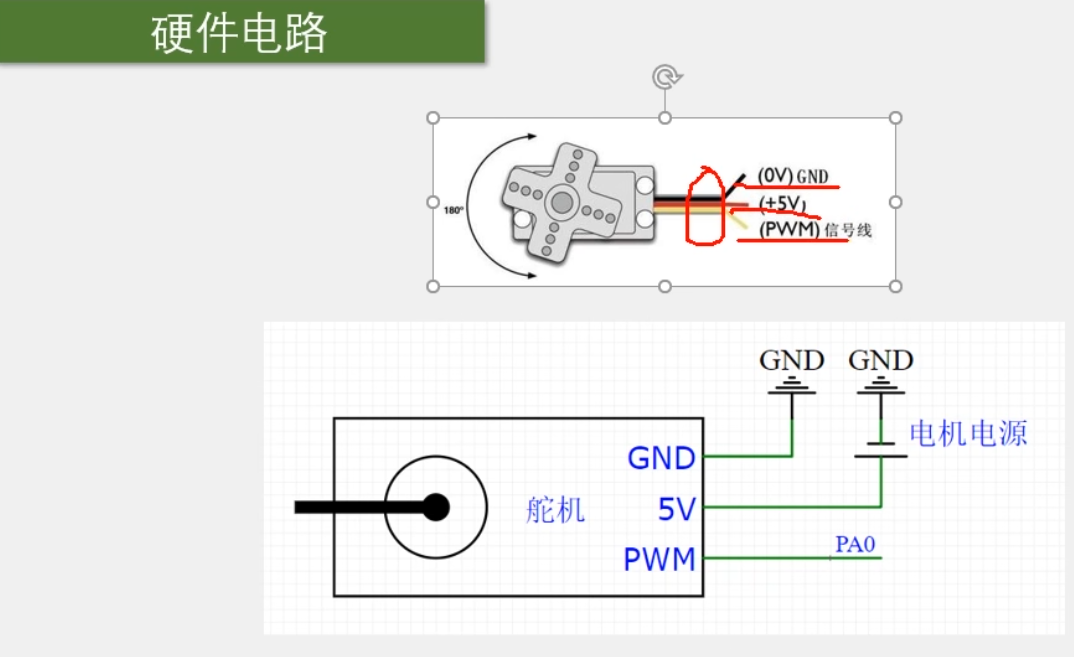 硬件电路
180°
(0V) GND
(+5V)
(PWM) 信号线
GND GND
电机电源
GND
舵机 5V
PWM PA0